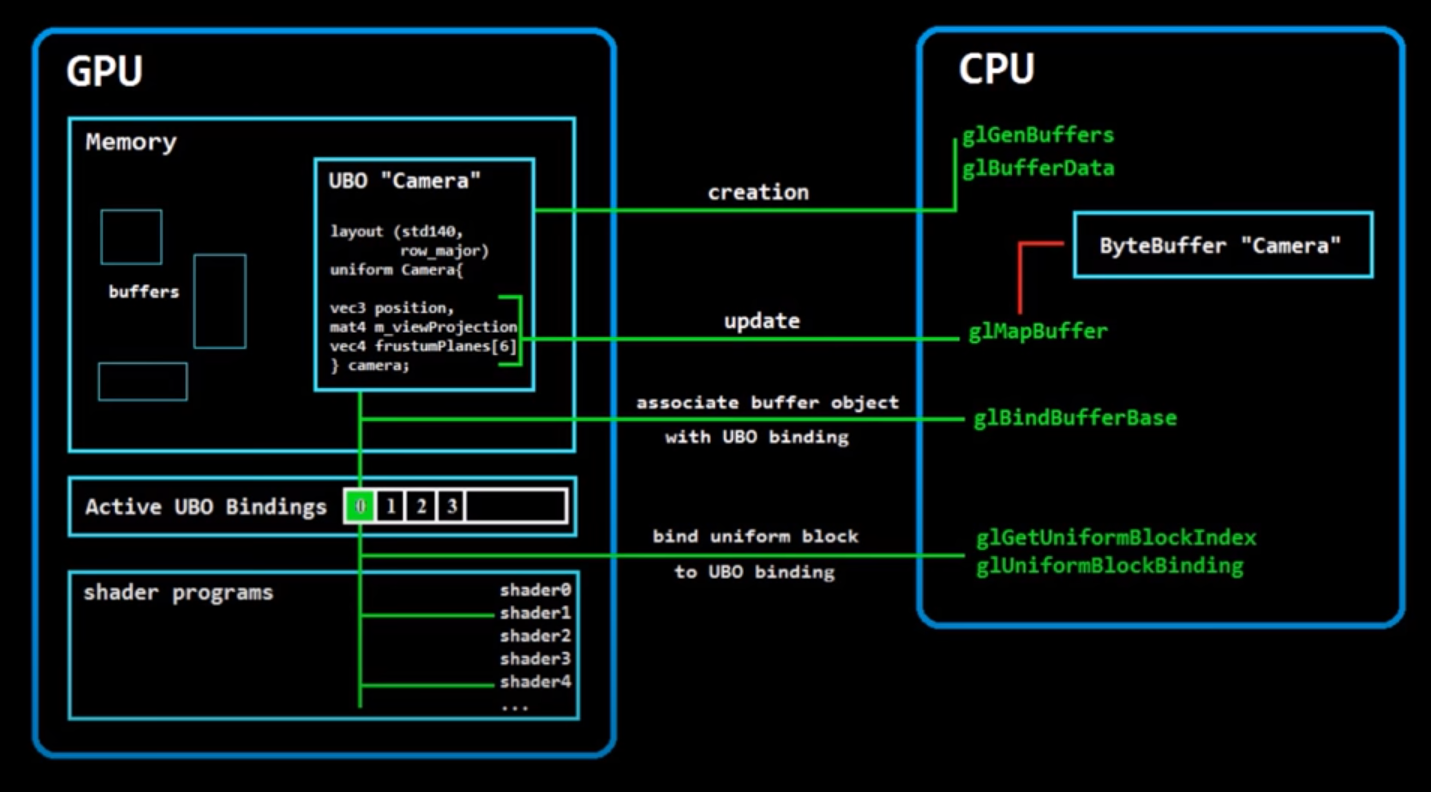 GPU
Memory
UBO "Camera"
layout (std140,
row_major)
uniform Camera{
vec3 position,
mat4 m_viewProjection
vec4 frustumPlanes[6]
} camera;
buffers
Active UBO Bindings 0 1 2 3
shader programs
shader0
shader1
shader2
shader3
shader4
...
creation
update
associate buffer object
with UBO binding
bind uniform block
to UBO binding
CPU
glGenBuffers
glBufferData
ByteBuffer "Camera"
glMapBuffer
glBindBufferBase
glGetUniformBlockIndex
glUniformBlockBinding